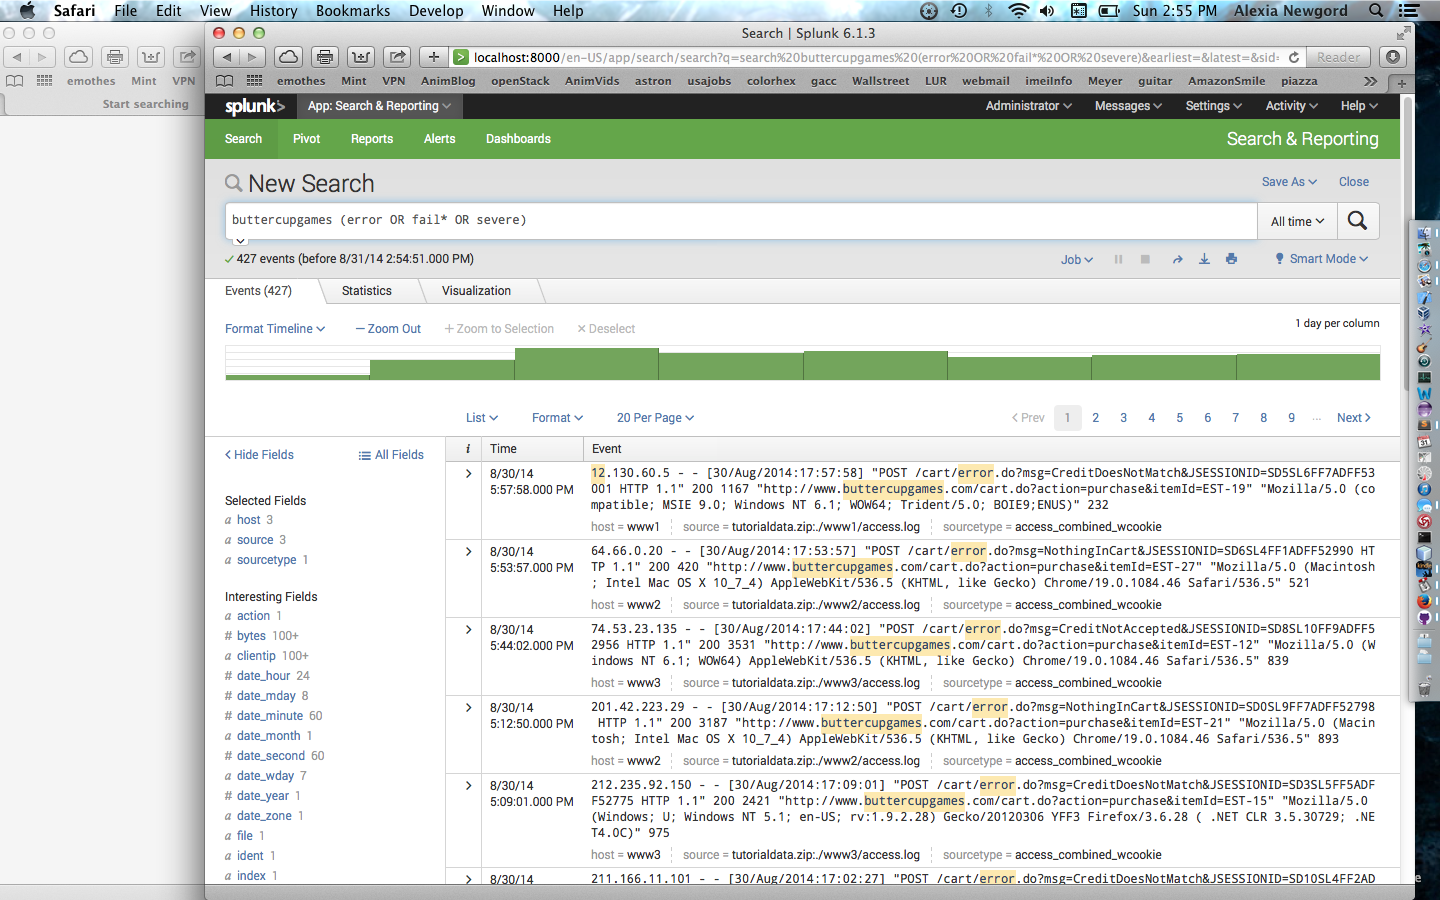 Safari File Edit View History Bookmarks Develop Window Help Sun 2:55 PM Alexia Newgord
Search | Splunk 6.1.3
localhost:8000/en-US/app/search/search?q=search%20buttercupgames%20(error%20OR%20fail*%20OR%20severe)&earliest=&latest=&sid= Reader
emothes Mint VPN
emothes Mint VPN AnimBlog openStack AnimVids astron usajobs colorhex gacc Wallstreet LUR webmail imeiInfo Meyer guitar AmazonSmile piazza
Start searching
splunk> App: Search & Reporting Administrator Messages Settings Activity Help
Search Pivot Reports Alerts Dashboards Search & Reporting
New Search Save As Close
buttercupgames (error OR fail* OR severe) All time
427 events (before 8/31/14 2:54:51.000 PM) Job Smart Mode
Events (427) Statistics Visualization
Format Timeline — Zoom Out + Zoom to Selection × Deselect 1 day per column
List Format 20 Per Page < Prev 1 2 3 4 5 6 7 8 9 ... Next >
< Hide Fields All Fields
i Time Event
Selected Fields
a host 3
a source 3
a sourcetype 1
Interesting Fields
a action 1
# bytes 100+
a clientip 100+
# date_hour 24
# date_mday 8
# date_minute 60
a date_month 1
# date_second 60
a date_wday 7
# date_year 1
a date_zone 1
a file 1
a ident 1
a index 1
> 8/30/14 5:57:58.000 PM
12.130.60.5 - - [30/Aug/2014:17:57:58] "POST /cart/error.do?msg=CreditDoesNotMatch&JSESSIONID=SD5SL6FF7ADFF53
001 HTTP 1.1" 200 1167 "http://www.buttercupgames.com/cart.do?action=purchase&itemId=EST-19" "Mozilla/5.0 (co
mpatible; MSIE 9.0; Windows NT 6.1; WOW64; Trident/5.0; BOIE9;ENUS)" 232
host = www1 source = tutorialdata.zip:./www1/access.log sourcetype = access_combined_wcookie
> 8/30/14 5:53:57.000 PM
64.66.0.20 - - [30/Aug/2014:17:53:57] "POST /cart/error.do?msg=NothingInCart&JSESSIONID=SD6SL4FF1ADFF52990 HT
TP 1.1" 200 420 "http://www.buttercupgames.com/cart.do?action=purchase&itemId=EST-27" "Mozilla/5.0 (Macintosh
; Intel Mac OS X 10_7_4) AppleWebKit/536.5 (KHTML, like Gecko) Chrome/19.0.1084.46 Safari/536.5" 521
host = www2 source = tutorialdata.zip:./www2/access.log sourcetype = access_combined_wcookie
> 8/30/14 5:44:02.000 PM
74.53.23.135 - - [30/Aug/2014:17:44:02] "POST /cart/error.do?msg=CreditNotAccepted&JSESSIONID=SD8SL10FF9ADFF5
2956 HTTP 1.1" 200 3531 "http://www.buttercupgames.com/cart.do?action=purchase&itemId=EST-12" "Mozilla/5.0 (W
indows NT 6.1; WOW64) AppleWebKit/536.5 (KHTML, like Gecko) Chrome/19.0.1084.46 Safari/536.5" 839
host = www3 source = tutorialdata.zip:./www3/access.log sourcetype = access_combined_wcookie
> 8/30/14 5:12:50.000 PM
201.42.223.29 - - [30/Aug/2014:17:12:50] "POST /cart/error.do?msg=NothingInCart&JSESSIONID=SD0SL9FF7ADFF52798
HTTP 1.1" 200 3187 "http://www.buttercupgames.com/cart.do?action=purchase&itemId=EST-21" "Mozilla/5.0 (Macin
tosh; Intel Mac OS X 10_7_4) AppleWebKit/536.5 (KHTML, like Gecko) Chrome/19.0.1084.46 Safari/536.5" 893
host = www2 source = tutorialdata.zip:./www2/access.log sourcetype = access_combined_wcookie
> 8/30/14 5:09:01.000 PM
212.235.92.150 - - [30/Aug/2014:17:09:01] "POST /cart/error.do?msg=CreditDoesNotMatch&JSESSIONID=SD3SL5FF5ADF
F52775 HTTP 1.1" 200 2421 "http://www.buttercupgames.com/cart.do?action=purchase&itemId=EST-15" "Mozilla/5.0
(Windows; U; Windows NT 5.1; en-US; rv:1.9.2.28) Gecko/20120306 YFF3 Firefox/3.6.28 ( .NET CLR 3.5.30729; .NE
T4.0C)" 975
host = www3 source = tutorialdata.zip:./www3/access.log sourcetype = access_combined_wcookie
> 8/30/14
211.166.11.101 - - [30/Aug/2014:17:02:27] "POST /cart/error.do?msg=CreditDoesNotMatch&JSESSIONID=SD10SL4FF2AD